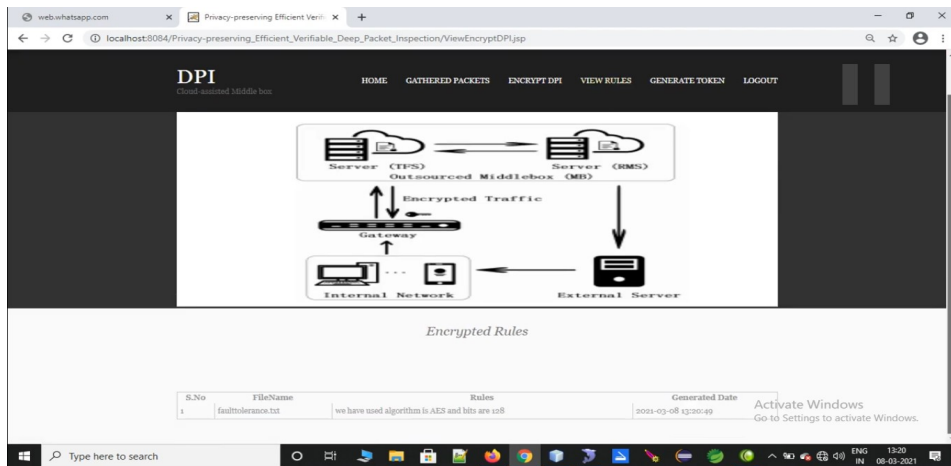 web.whatsapp.com
Privacy-preserving Efficient Verifi
localhost:8084/Privacy-preserving_Efficient_Verifiable_Deep_Packet_Inspection/ViewEncryptDPI.jsp
DPI
Cloud-assisted Middle box
HOME GATHERED PACKETS ENCRYPT DPI VIEW RULES GENERATE TOKEN LOGOUT
Server (TFS) Server (RMS)
Outsourced Middlebox (MB)
Encrypted Traffic
Gateway
Internal Network External Server
Encrypted Rules
S.No FileName Rules Generated Date
1 faulttolerance.txt we have used algorithm is AES and bits are 128 2021-03-08 13:20:49
Activate Windows
Go to Settings to activate Windows.
Type here to search
ENG 13:20
IN 08-03-2021